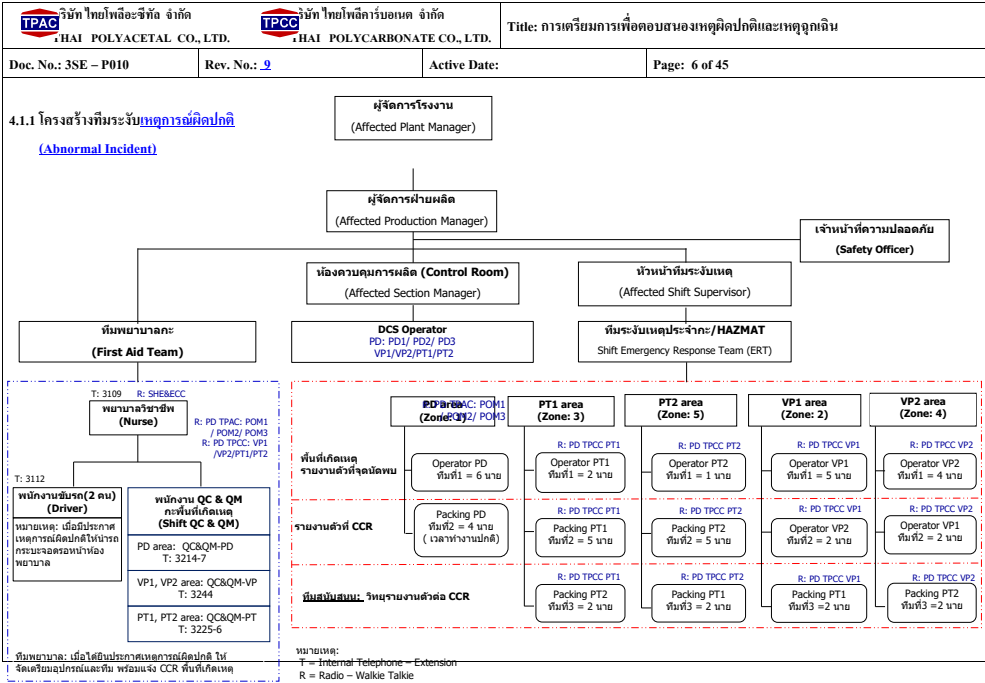 TPAC ริษัท ไทยโพลีอะซีทัล จำกัด
THAI POLYACETAL CO., LTD.
TPCC ริษัท ไทยโพลีคาร์บอเนต จำกัด
THAI POLYCARBONATE CO., LTD.
Title: การเตรียมการเพื่อตอบสนองเหตุผิดปกติและเหตุฉุกเฉิน
Doc. No.: 3SE – P010
Rev. No.: 9
Active Date:
Page: 6 of 45
4.1.1 โครงสร้างทีมระงับเหตุการณ์ผิดปกติ
(Abnormal Incident)
ผู้จัดการโรงงาน
(Affected Plant Manager)
ผู้จัดการฝ่ายผลิต
(Affected Production Manager)
เจ้าหน้าที่ความปลอดภัย
(Safety Officer)
ห้องควบคุมการผลิต (Control Room)
(Affected Section Manager)
หัวหน้าทีมระงับเหตุ
(Affected Shift Supervisor)
ทีมพยาบาลกะ
(First Aid Team)
DCS Operator
PD: PD1/ PD2/ PD3
VP1/VP2/PT1/PT2
ทีมระงับเหตุประจำกะ/HAZMAT
Shift Emergency Response Team (ERT)
T: 3109 R: SHE&ECC
พยาบาลวิชาชีพ
(Nurse)
R: PD TPAC: POM1
/ POM2/ POM3
R: PD TPCC: VP1
/VP2/PT1/PT2
T: 3112
พนักงานขับรถ(2 คน)
(Driver)
หมายเหตุ: เมื่อมีประกาศ
เหตุการณ์ผิดปกติให้นำรถ
กระบะจอดรอหน้าห้อง
พยาบาล
พนักงาน QC & QM
กะพื้นที่เกิดเหตุ
(Shift QC & QM)
PD area: QC&QM-PD
T: 3214-7
VP1, VP2 area: QC&QM-VP
T: 3244
PT1, PT2 area: QC&QM-PT
T: 3225-6
ทีมพยาบาล: เมื่อได้ยินประกาศเหตุการณ์ผิดปกติ ให้
จัดเตรียมอุปกรณ์และทีม พร้อมแจ้ง CCR พื้นที่เกิดเหตุ
PD area
(Zone: 1)
R: PD TPAC: POM1
/ POM2/ POM3
PT1 area
(Zone: 3)
PT2 area
(Zone: 5)
VP1 area
(Zone: 2)
VP2 area
(Zone: 4)
พื้นที่เกิดเหตุ
รายงานตัวที่จุดนัดพบ
Operator PD
ทีมที่1 = 6 นาย
R: PD TPCC PT1
Operator PT1
ทีมที่1 = 2 นาย
R: PD TPCC PT2
Operator PT2
ทีมที่1 = 1 นาย
R: PD TPCC VP1
Operator VP1
ทีมที่1 = 5 นาย
R: PD TPCC VP2
Operator VP2
ทีมที่1 = 4 นาย
รายงานตัวที่ CCR
Packing PD
ทีมที่2 = 4 นาย
( เวลาทำงานปกติ)
R: PD TPCC PT1
Packing PT1
ทีมที่2 = 5 นาย
R: PD TPCC PT2
Packing PT2
ทีมที่2 = 5 นาย
R: PD TPCC VP1
Operator VP2
ทีมที่2 = 2 นาย
R: PD TPCC VP2
Operator VP1
ทีมที่2 = 2 นาย
ทีมสนับสนุน: วิทยุรายงานตัวต่อ CCR
R: PD TPCC PT1
Packing PT2
ทีมที่3 = 2 นาย
R: PD TPCC PT2
Packing PT1
ทีมที่3 = 2 นาย
R: PD TPCC VP1
Packing PT1
ทีมที่3 =2 นาย
R: PD TPCC VP2
Packing PT2
ทีมที่3 =2 นาย
หมายเหตุ:
T = Internal Telephone – Extension
R = Radio – Walkie Talkie